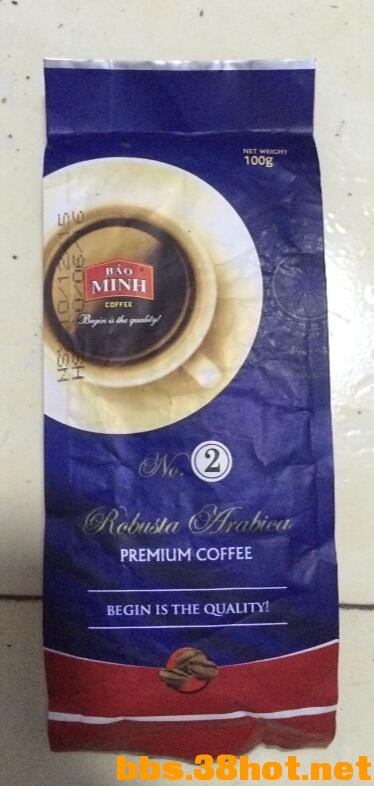 NET WEIGHT
100g
BẢO
MINH
COFFEE
Begin is the quality!
No. 2
Robusta Arabica
PREMIUM COFFEE
BEGIN IS THE QUALITY!
bbs.38hot.net